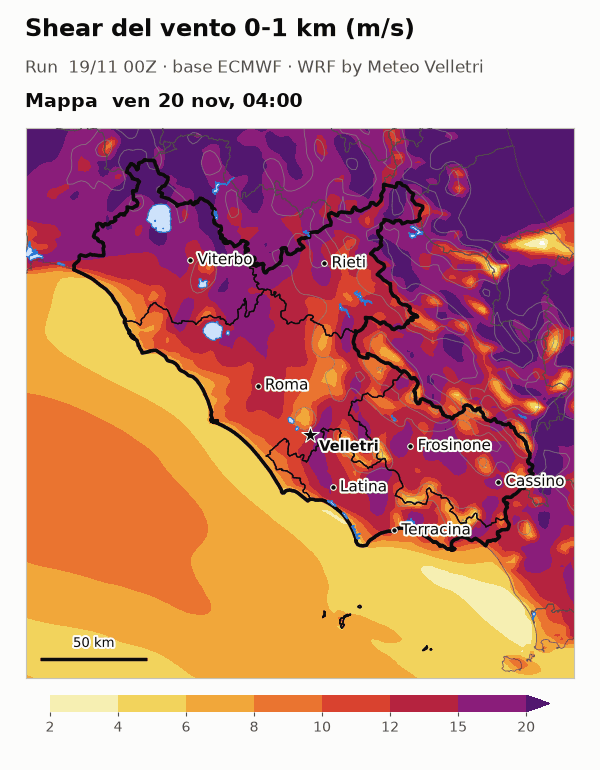 Shear del vento 0-1 km (m/s)
Run  19/11 00Z · base ECMWF · WRF by Meteo Velletri
Mappa  ven 20 nov, 04:00
Viterbo
Rieti
Roma
Velletri
Frosinone
Cassino
Latina
Terracina
50 km
2 4 6 8 10 12 15 20